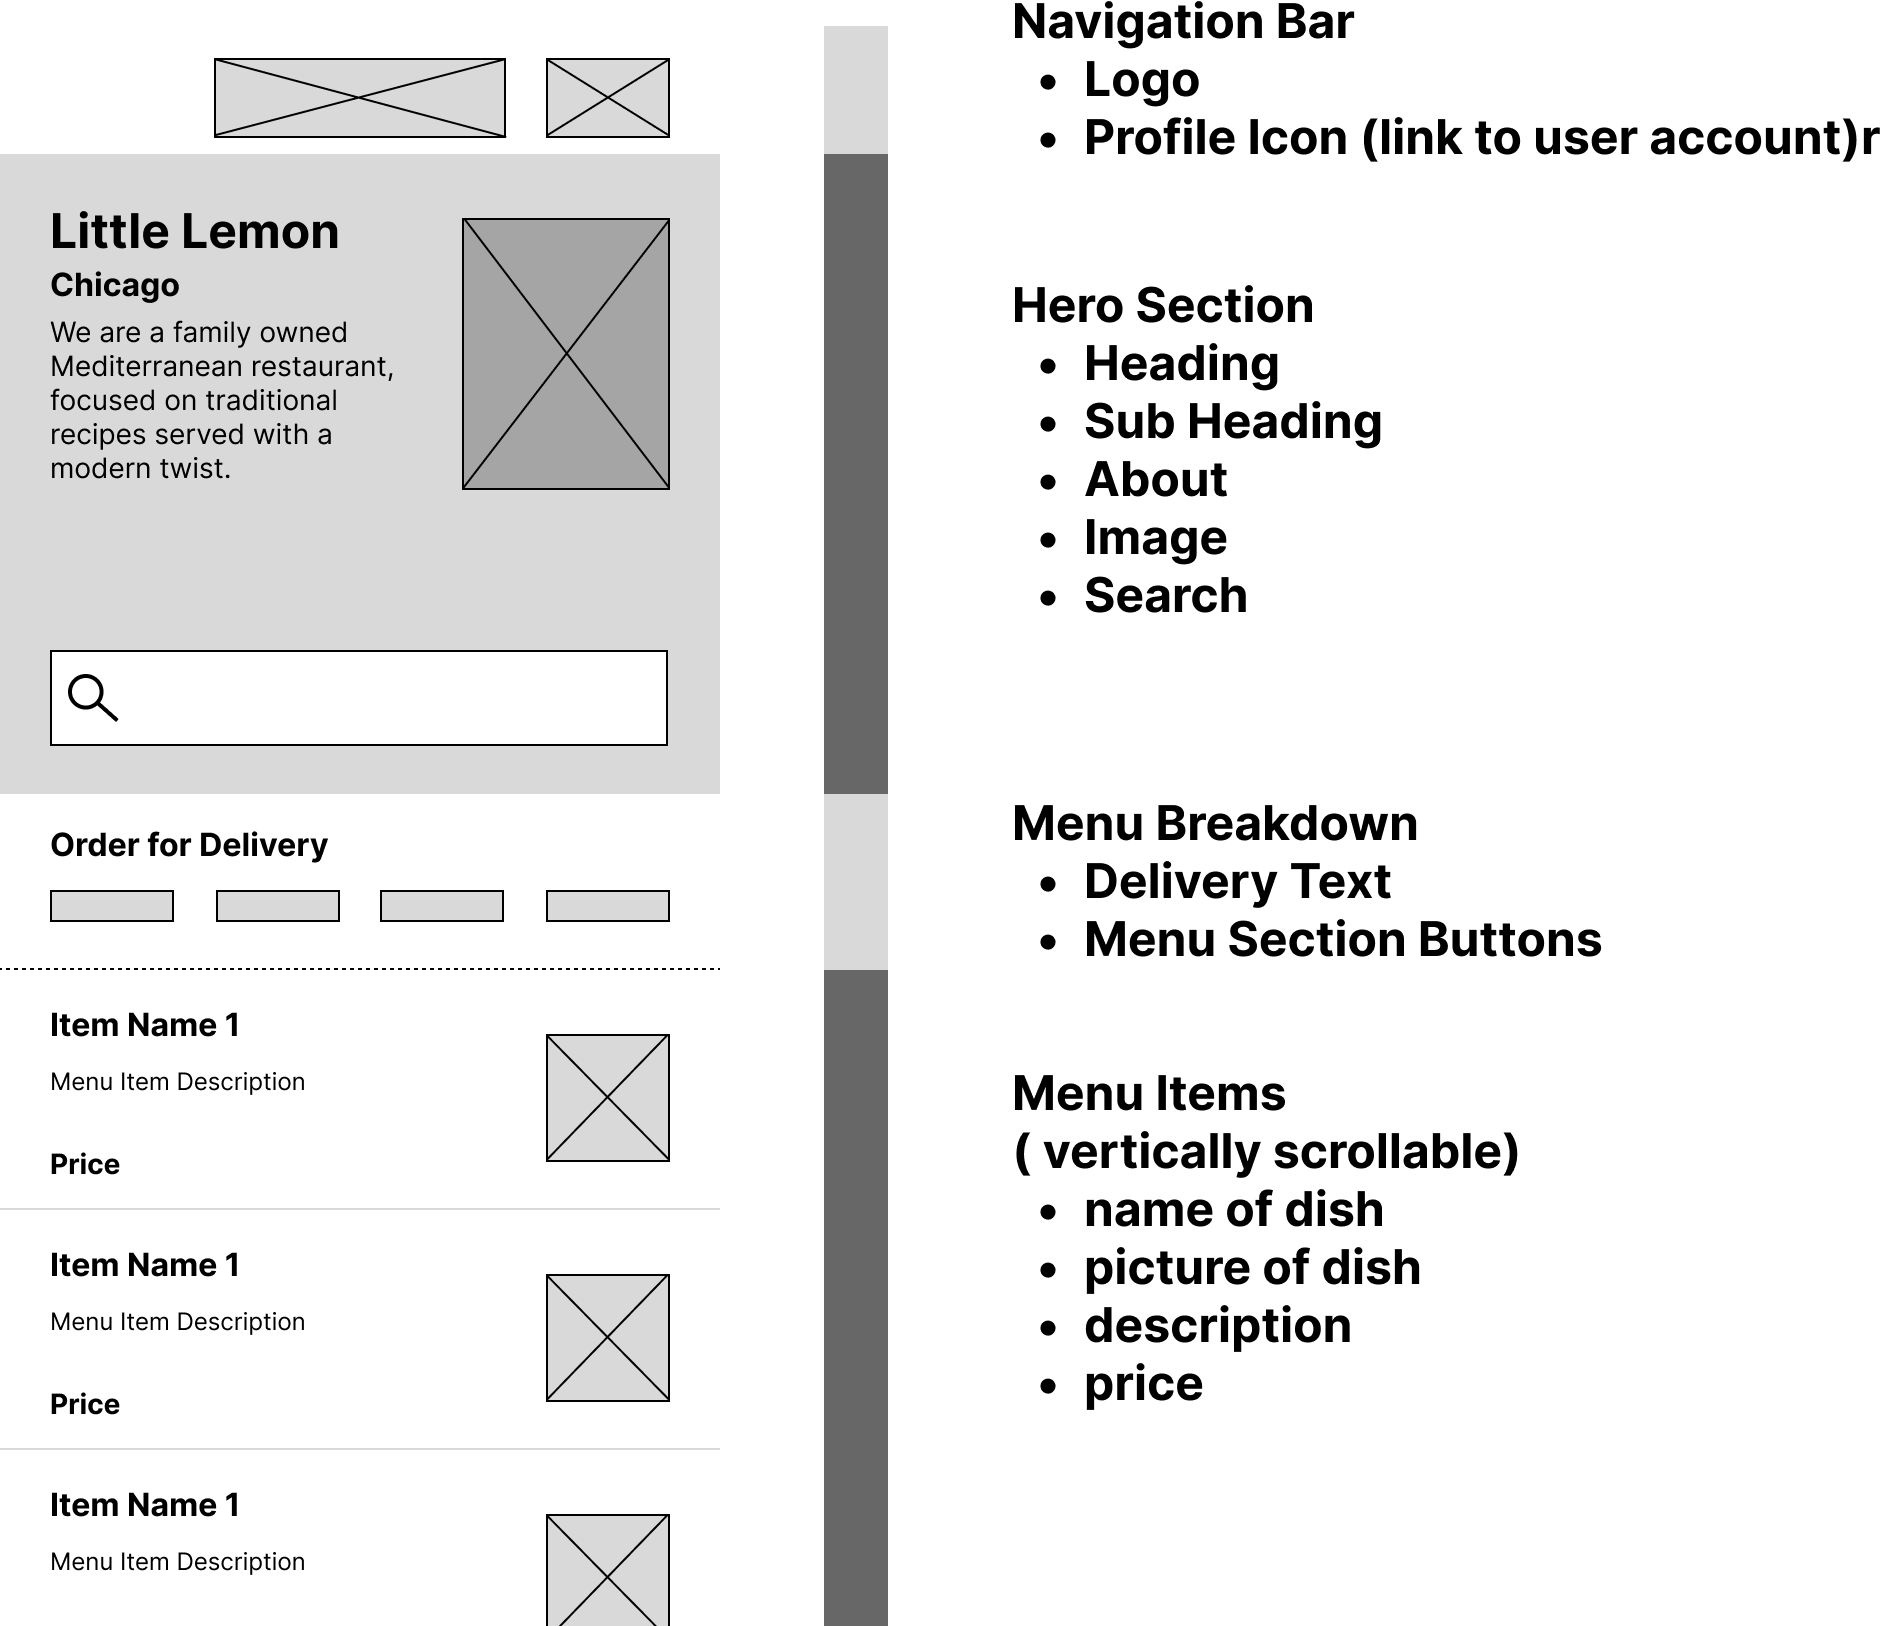 Little Lemon
Chicago
We are a family owned
Mediterranean restaurant,
focused on traditional
recipes served with a
modern twist.
Order for Delivery
Item Name 1
Menu Item Description
Price
Item Name 1
Menu Item Description
Price
Item Name 1
Menu Item Description
Navigation Bar
• Logo
• Profile Icon (link to user account)r
Hero Section
• Heading
• Sub Heading
• About
• Image
• Search
Menu Breakdown
• Delivery Text
• Menu Section Buttons
Menu Items
( vertically scrollable)
• name of dish
• picture of dish
• description
• price